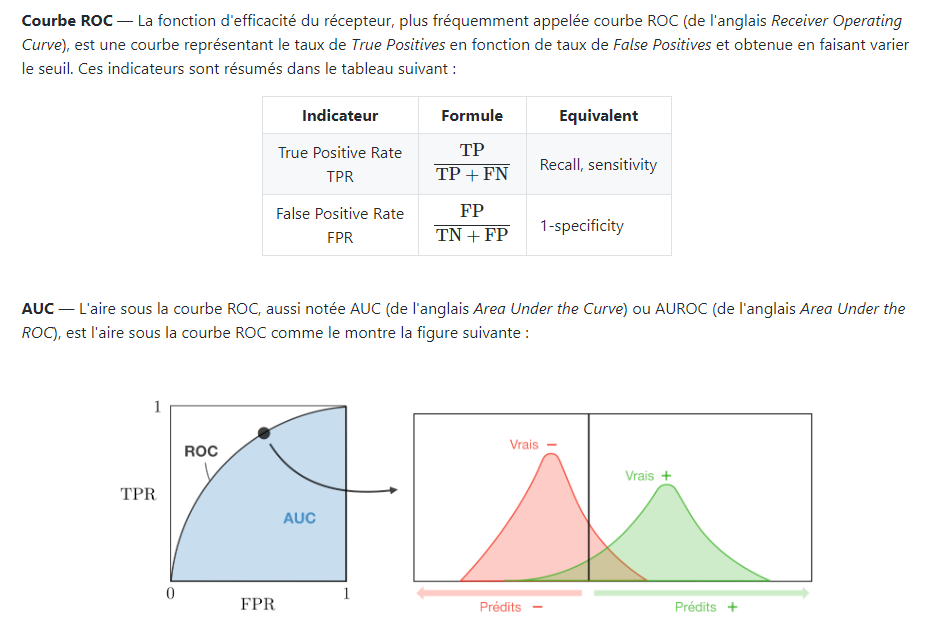 Courbe ROC — La fonction d'efficacité du récepteur, plus fréquemment appelée courbe ROC (de l'anglais Receiver Operating
Curve), est une courbe représentant le taux de True Positives en fonction de taux de False Positives et obtenue en faisant varier
le seuil. Ces indicateurs sont résumés dans le tableau suivant :
Indicateur Formule Equivalent
True Positive Rate
TPR
TP
TP + FN
Recall, sensitivity
False Positive Rate
FPR
FP
TN + FP
1-specificity
AUC — L'aire sous la courbe ROC, aussi notée AUC (de l'anglais Area Under the Curve) ou AUROC (de l'anglais Area Under the
ROC), est l'aire sous la courbe ROC comme le montre la figure suivante :
1
ROC
TPR
AUC
0
1
FPR
Vrais −
Vrais +
Prédits −
Prédits +